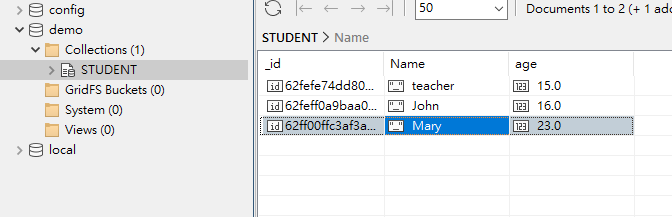 config
demo
Collections (1)
STUDENT
GridFS Buckets (0)
System (0)
Views (0)
local
50
Documents 1 to 2 (+ 1 add
STUDENT > Name
_id Name age
62fefe74dd80... teacher 15.0
62feff0a9baa0... John 16.0
62ff00ffc3af3a... Mary 23.0